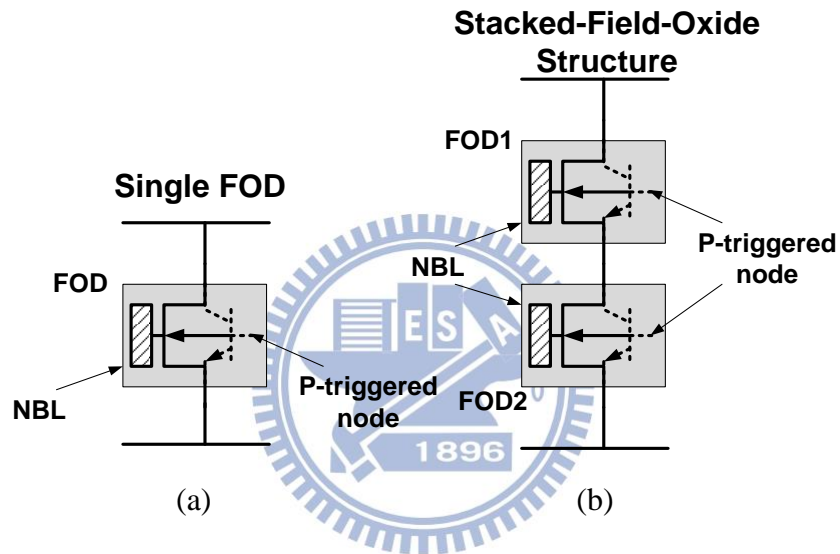 Stacked-Field-Oxide
Structure
FOD1
Single FOD
P-triggered
node
NBL
FOD
E S A
P-triggered
node
NBL
FOD2
1896
(a)
(b)